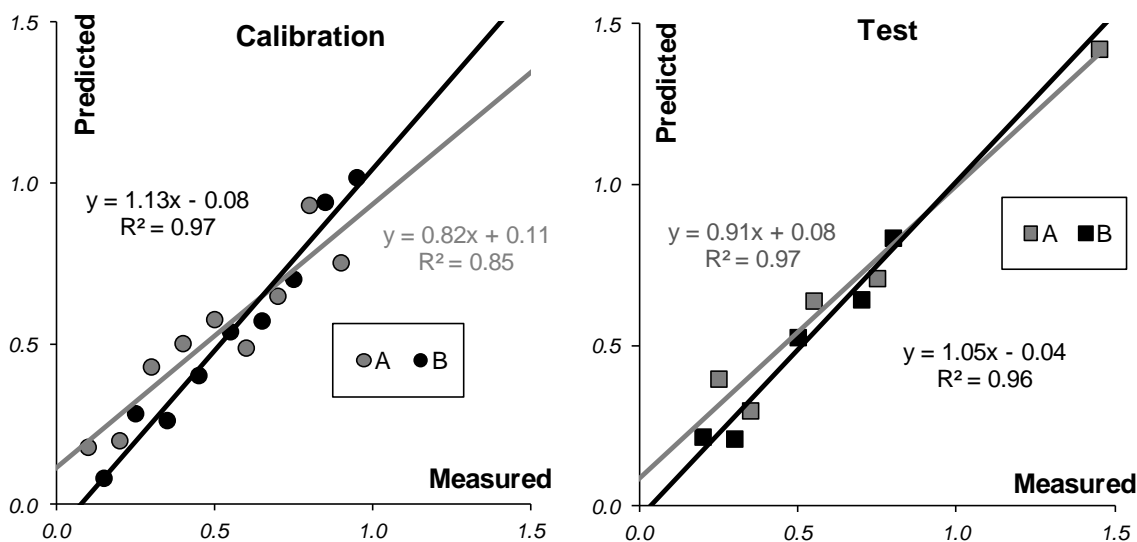 Calibration
Predicted
1.5
1.0
0.5
0.0
y = 1.13x - 0.08
R² = 0.97
y = 0.82x + 0.11
R² = 0.85
A B
Measured
0.0 0.5 1.0 1.5
Test
Predicted
1.5
1.0
0.5
0.0
y = 0.91x + 0.08
R² = 0.97
A B
y = 1.05x - 0.04
R² = 0.96
Measured
0.0 0.5 1.0 1.5